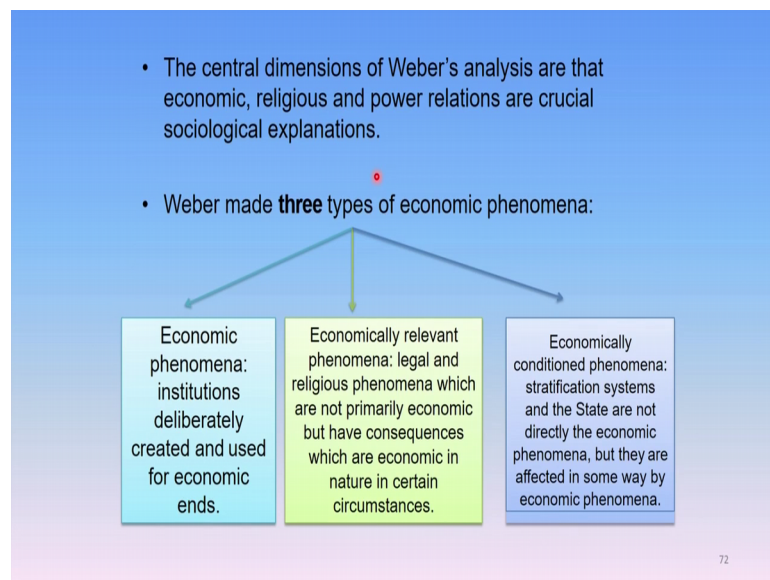 • The central dimensions of Weber's analysis are that
economic, religious and power relations are crucial
sociological explanations.
• Weber made three types of economic phenomena:
Economic
phenomena:
institutions
deliberately
created and used
for economic
ends.
Economically relevant
phenomena: legal and
religious phenomena which
are not primarily economic
but have consequences
which are economic in
nature in certain
circumstances.
Economically
conditioned phenomena:
stratification systems
and the State are not
directly the economic
phenomena, but they are
affected in some way by
economic phenomena.
72